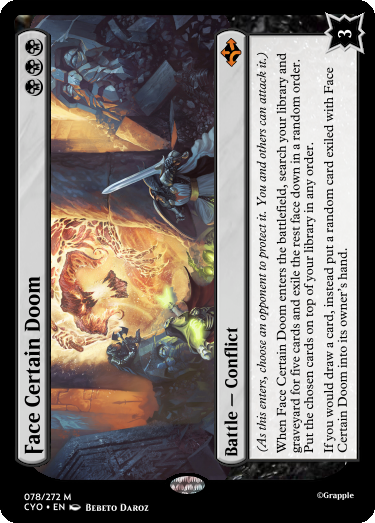 Face Certain Doom
Battle – Conflict
3
(As this enters, choose an opponent to protect it. You and others can attack it.)
When Face Certain Doom enters the battlefield, search your library and
graveyard for five cards and exile the rest face down in a random order.
Put the chosen cards on top of your library in any order.
If you would draw a card, instead put a random card exiled with Face
Certain Doom into its owner's hand.
078/272 M
CYO • EN Bebeto Daroz
©Grapple